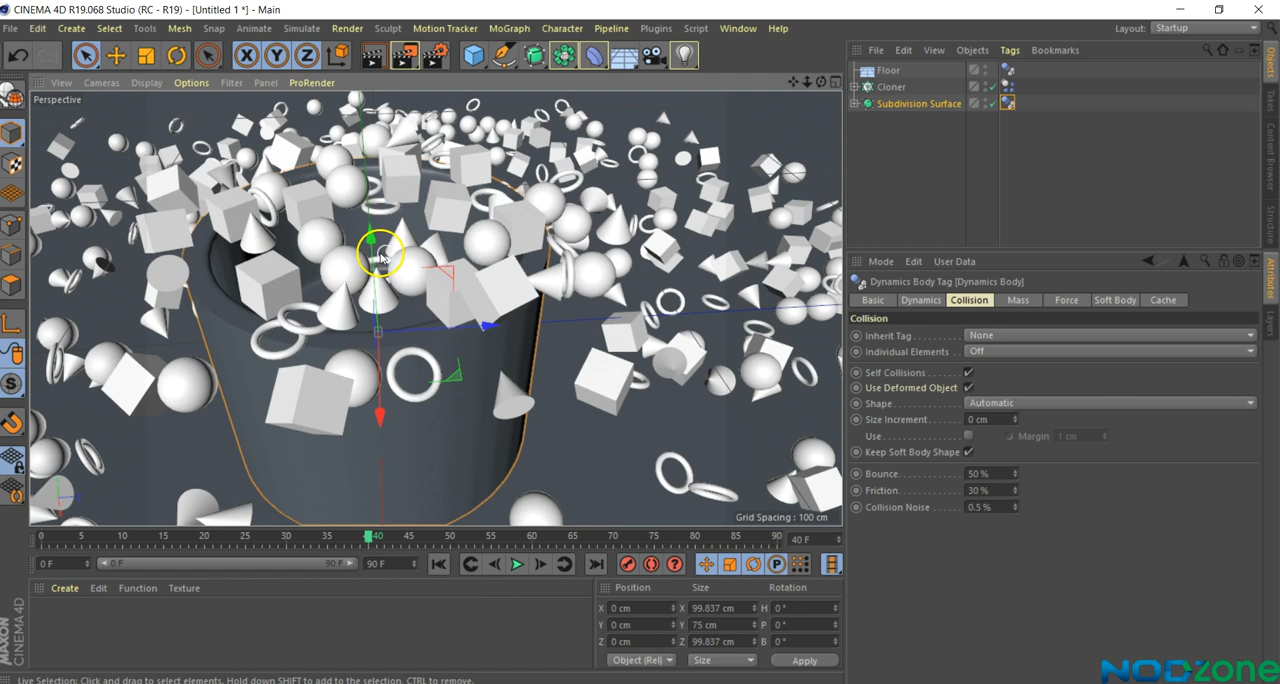 CINEMA 4D R19.068 Studio (RC - R19) - [Untitled 1 *] - Main
File Edit Create Select Tools Mesh Snap Animate Simulate Render Sculpt Motion Tracker MoGraph Character Pipeline Plugins Script Window Help Layout: Startup
X Y Z
File Edit View Objects Tags Bookmarks
View Cameras Display Options Filter Panel ProRender
Perspective
Floor
Cloner
Subdivision Surface
Objects
Takes
Content Browser
Structure
Mode Edit User Data
Dynamics Body Tag [Dynamics Body]
Basic Dynamics Collision Mass Force Soft Body Cache
Collision
Inherit Tag None
Individual Elements Off
Self Collisions
Use Deformed Object
Shape Automatic
Size Increment 0 cm
Use Margin 1 cm
Keep Soft Body Shape
Bounce 50 %
Friction 30 %
Collision Noise 0.5 %
Attributes
Layers
Grid Spacing : 100 cm
0 5 10 15 20 25 30 35 40 45 50 55 60 65 70 75 80 85 90 40 F
0 F 0 F 90 F 90 F
Create Edit Function Texture
Position Size Rotation
X 0 cm X 99.837 cm H 0 °
Y 0 cm Y 75 cm P 0 °
Z 0 cm Z 99.837 cm B 0 °
Object (Rel) Size Apply
MAXON
CINEMA 4D
Live Selection: Click and drag to select elements. Hold down SHIFT to add to the selection, CTRL to remove.
NODzone